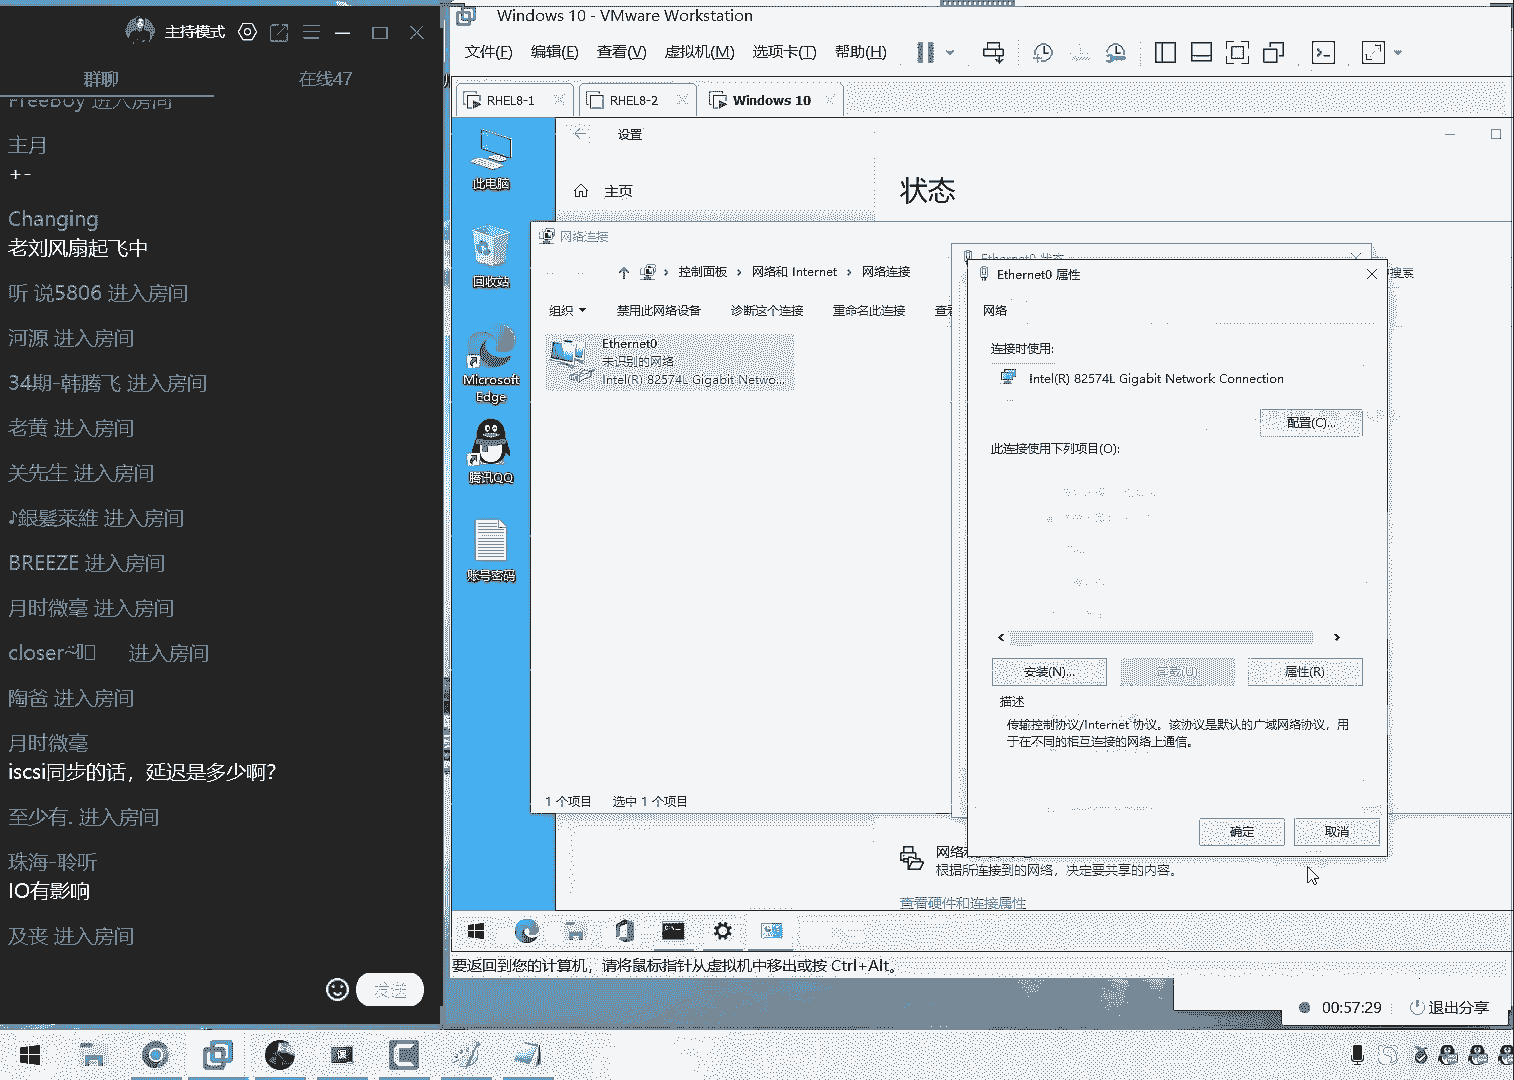 主持模式
群聊
在线47
FreeBoy 进入房间
主月
+-
Changing
老刘风扇起飞中
听 说5806 进入房间
河源 进入房间
34期-韩腾飞 进入房间
老黄 进入房间
关先生 进入房间
♪銀髮萊維 进入房间
BREEZE 进入房间
月时微毫 进入房间
进入房间
陶爸 进入房间
月时微毫
iscsi同步的话，延迟是多少啊?
至少有. 进入房间
珠海-聆听
IO有影响
及丧 进入房间
发送
Windows 10 - VMware Workstation
文件(F) 编辑(E) 查看(V) 虚拟机(M) 选项卡(T) 帮助(H)
RHEL8-1
RHEL8-2
Windows 10
此电脑
回收站
Microsoft Edge
腾讯QQ
账号密码
设置
主页
状态
网络连接
控制面板 › 网络和 Internet › 网络连接
搜索
组织
禁用此网络设备
诊断这个连接
重命名此连接
Ethernet0
未识别的网络
Intel(R) 82574L Gigabit Netwo...
1 个项目
选中 1 个项目
Ethernet0 状态
Ethernet0 属性
网络
连接时使用:
Intel(R) 82574L Gigabit Network Connection
配置(C)...
此连接使用下列项目(O):
安装(N)...
卸载(U)
属性(R)
描述
传输控制协议/Internet 协议。该协议是默认的广域网络协议，用
于在不同的相互连接的网络上通信。
确定
取消
根据所连接到的网络，决定要共享的内容。
查看硬件和连接属性
要返回到您的计算机，请将鼠标指针从虚拟机中移出或按 Ctrl+Alt。
00:57:29
退出分享